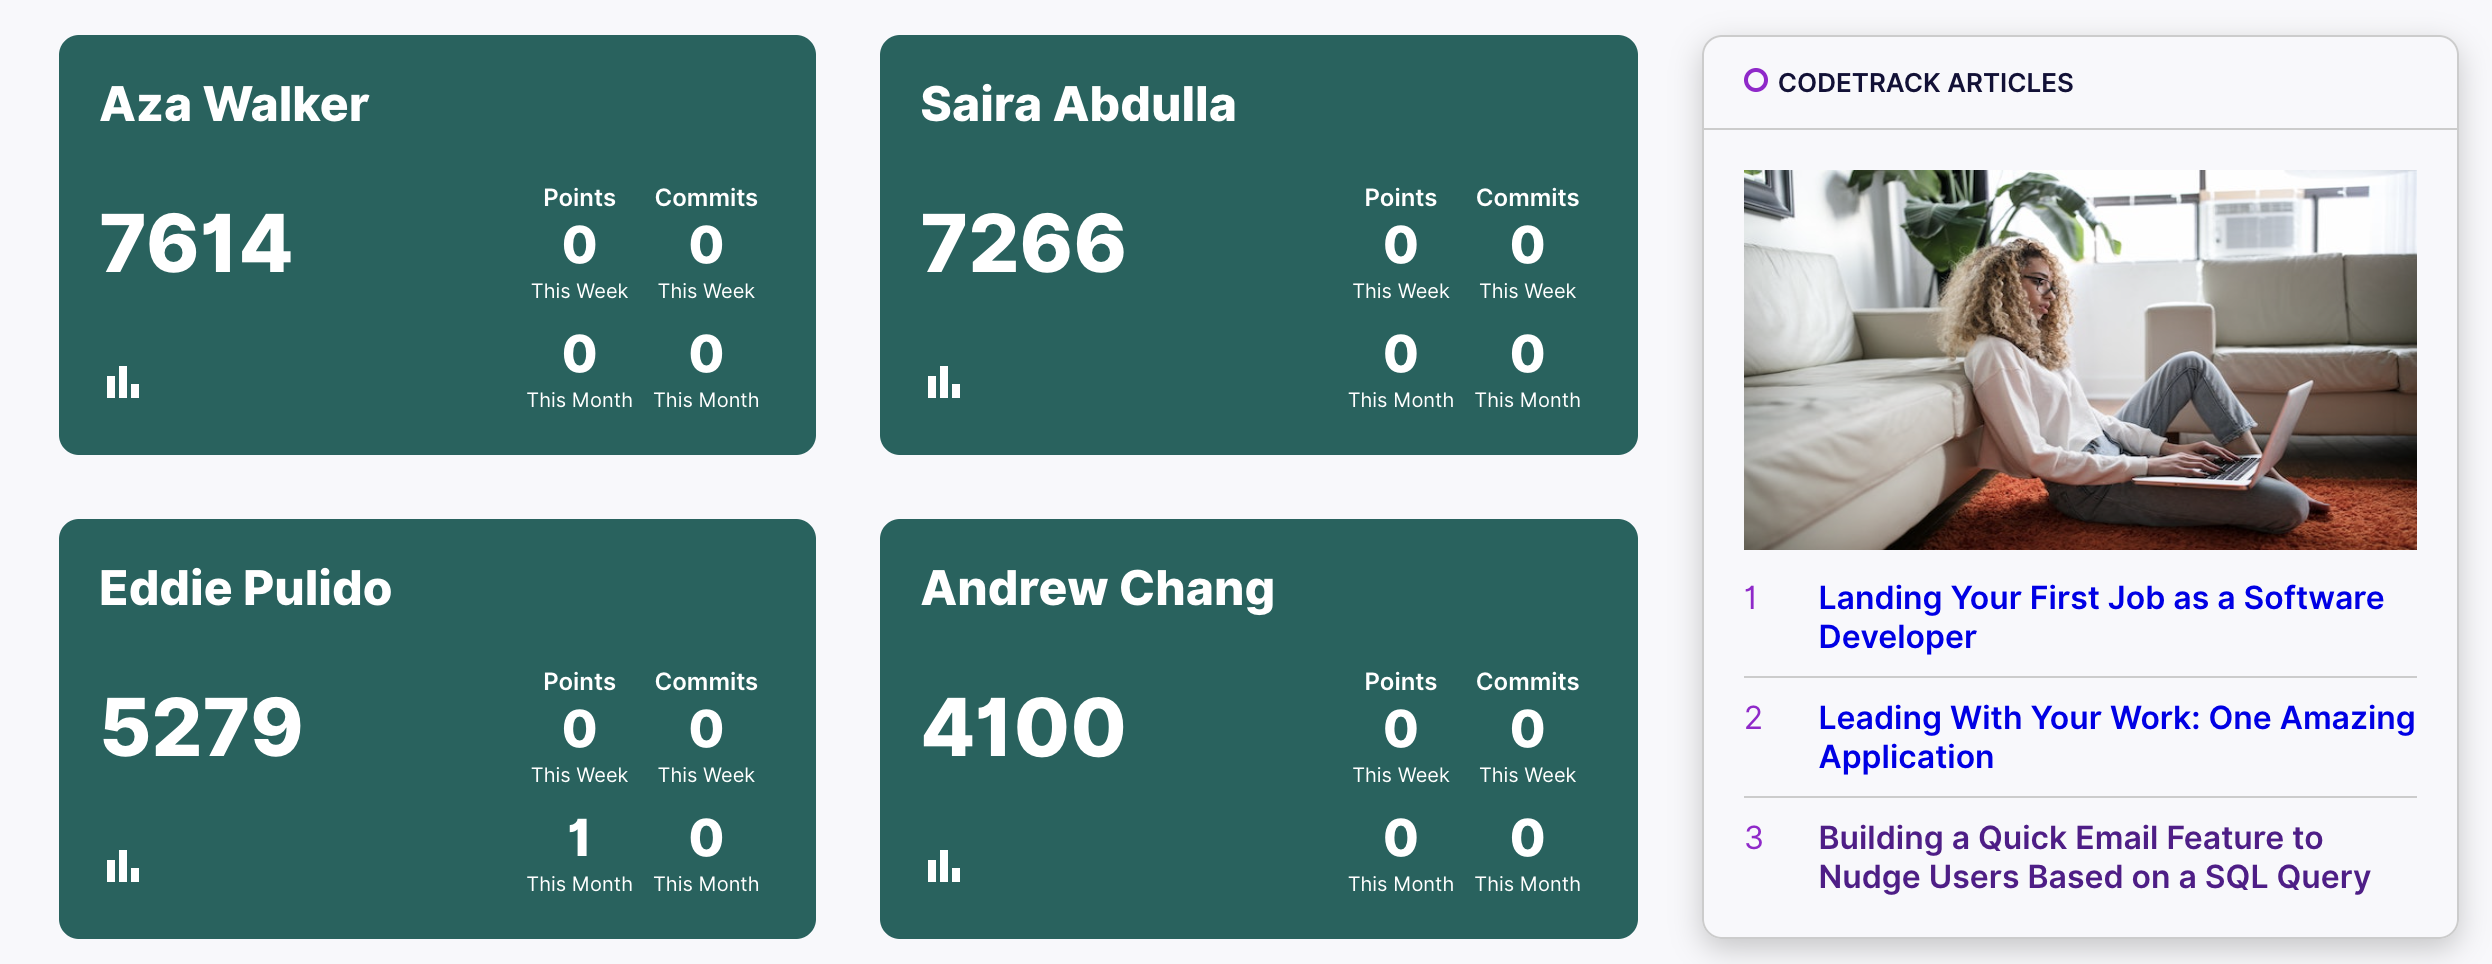 Aza Walker
7614
Points Commits
0 0
This Week This Week
0 0
This Month This Month
Saira Abdulla
7266
Points Commits
0 0
This Week This Week
0 0
This Month This Month
Eddie Pulido
5279
Points Commits
0 0
This Week This Week
1 0
This Month This Month
Andrew Chang
4100
Points Commits
0 0
This Week This Week
0 0
This Month This Month
CODETRACK ARTICLES
1 Landing Your First Job as a Software
Developer
2 Leading With Your Work: One Amazing
Application
3 Building a Quick Email Feature to
Nudge Users Based on a SQL Query